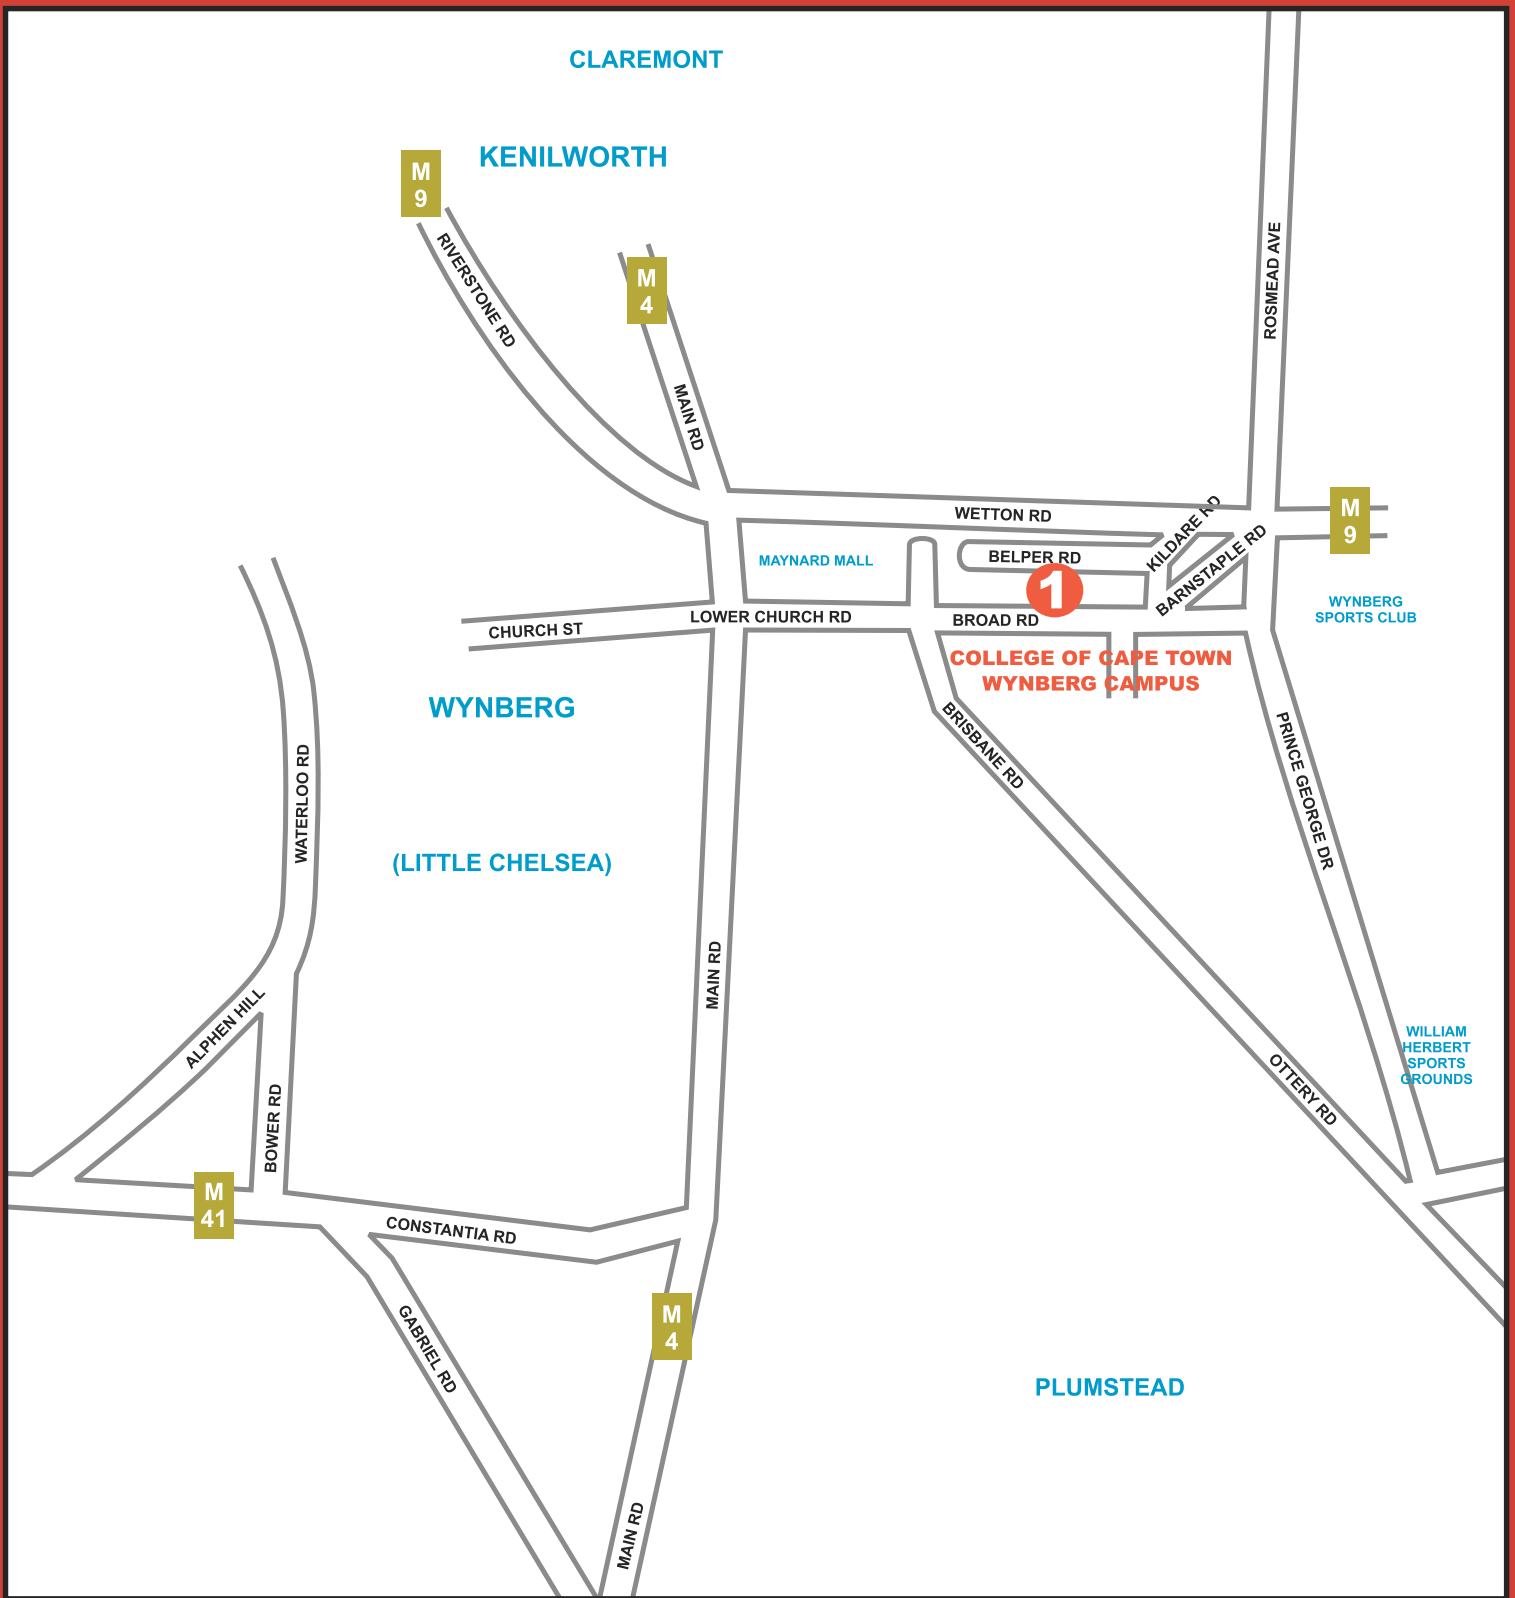 CLAREMONT
KENILWORTH
M
9
RIVERSTONE RD
M
4
MAIN RD
ROSMEAD AVE
WETTON RD
KILDARE RD
M
9
BELPER RD
BARNSTAPLE RD
MAYNARD MALL
1
WYNBERG
SPORTS CLUB
CHURCH ST
LOWER CHURCH RD
BROAD RD
COLLEGE OF CAPE TOWN
WYNBERG CAMPUS
WYNBERG
BRISBANE RD
PRINCE GEORGE DR
WATERLOO RD
(LITTLE CHELSEA)
MAIN RD
ALPHEN HILL
WILLIAM
HERBERT
SPORTS
GROUNDS
OTTERY RD
BOWER RD
M
41
CONSTANTIA RD
GABRIEL RD
M
4
PLUMSTEAD
MAIN RD